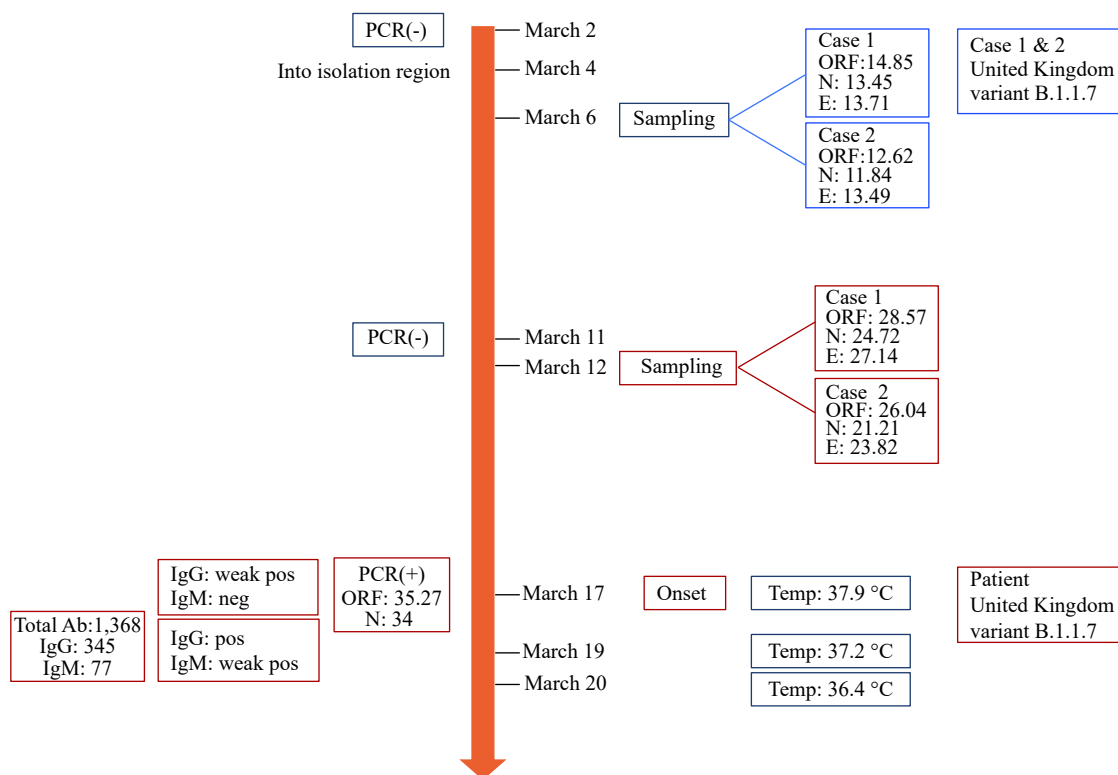 PCR(-)
March 2
Into isolation region
March 4
March 6
Sampling
Case 1
ORF:14.85
N: 13.45
E: 13.71
Case 2
ORF:12.62
N: 11.84
E: 13.49
Case 1 & 2
United Kingdom
variant B.1.1.7
PCR(-)
March 11
March 12
Sampling
Case 1
ORF: 28.57
N: 24.72
E: 27.14
Case 2
ORF: 26.04
N: 21.21
E: 23.82
Total Ab:1,368
IgG: 345
IgM: 77
IgG: weak pos
IgM: neg
IgG: pos
IgM: weak pos
PCR(+)
ORF: 35.27
N: 34
March 17
Onset
Temp: 37.9 °C
Patient
United Kingdom
variant B.1.1.7
March 19
Temp: 37.2 °C
March 20
Temp: 36.4 °C